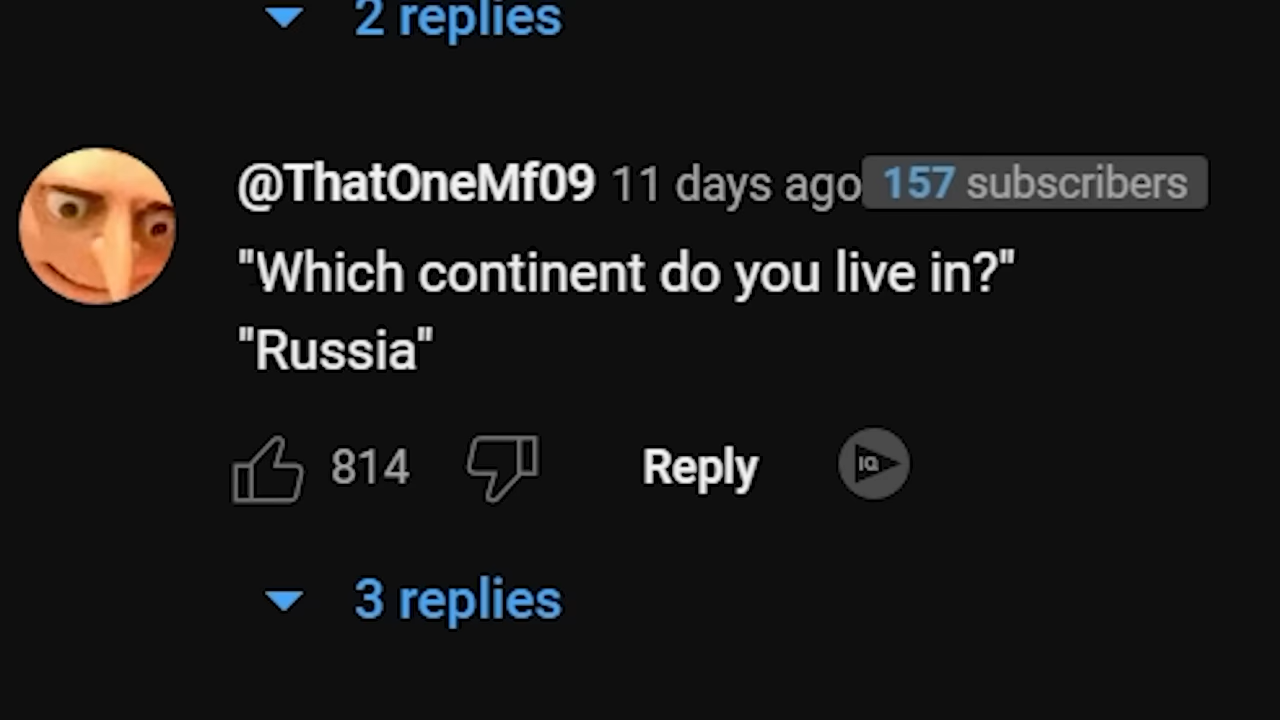 2 replies
@ThatOneMf09 11 days ago 157 subscribers
"Which continent do you live in?"
"Russia"
814 Reply IQ
3 replies